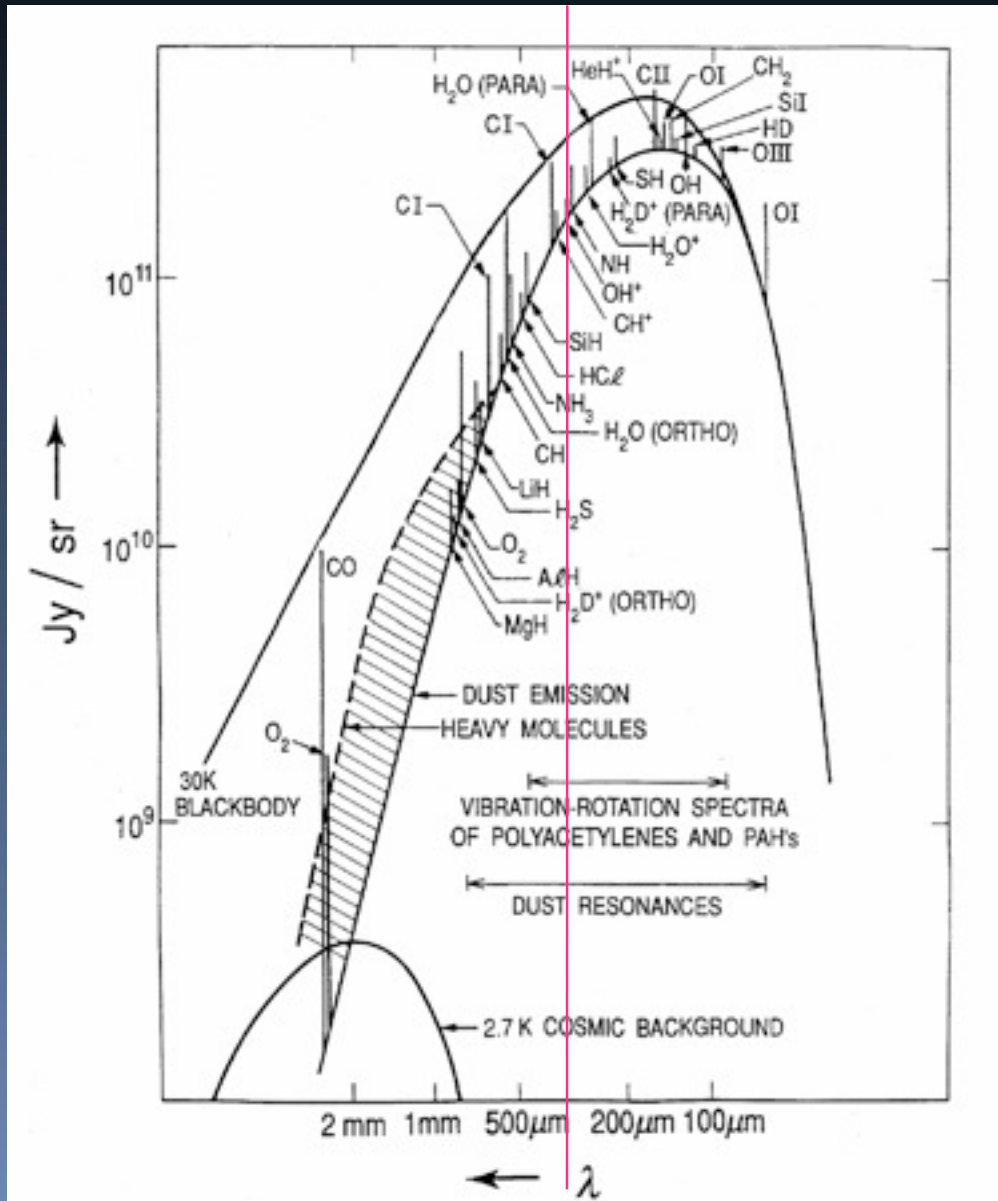 HeH⁺ CII OI CH₂
H₂O (PARA) SiI
CI HD
OIII
CI SH OH OI
H₂D⁺ (PARA)
H₂O⁺
NH
10¹¹ OH⁺
CH⁺
SiH
HCℓ
NH₃
H₂O (ORTHO)
CH
LiH
H₂S
10¹⁰ O₂
CO AℓH
H₂D⁺ (ORTHO)
MgH
Jy / sr
DUST EMISSION
HEAVY MOLECULES
O₂
30K
BLACKBODY
10⁹
VIBRATION-ROTATION SPECTRA
OF POLYACETYLENES AND PAH's
DUST RESONANCES
2.7 K COSMIC BACKGROUND
2 mm 1mm 500μm 200μm 100μm
λ